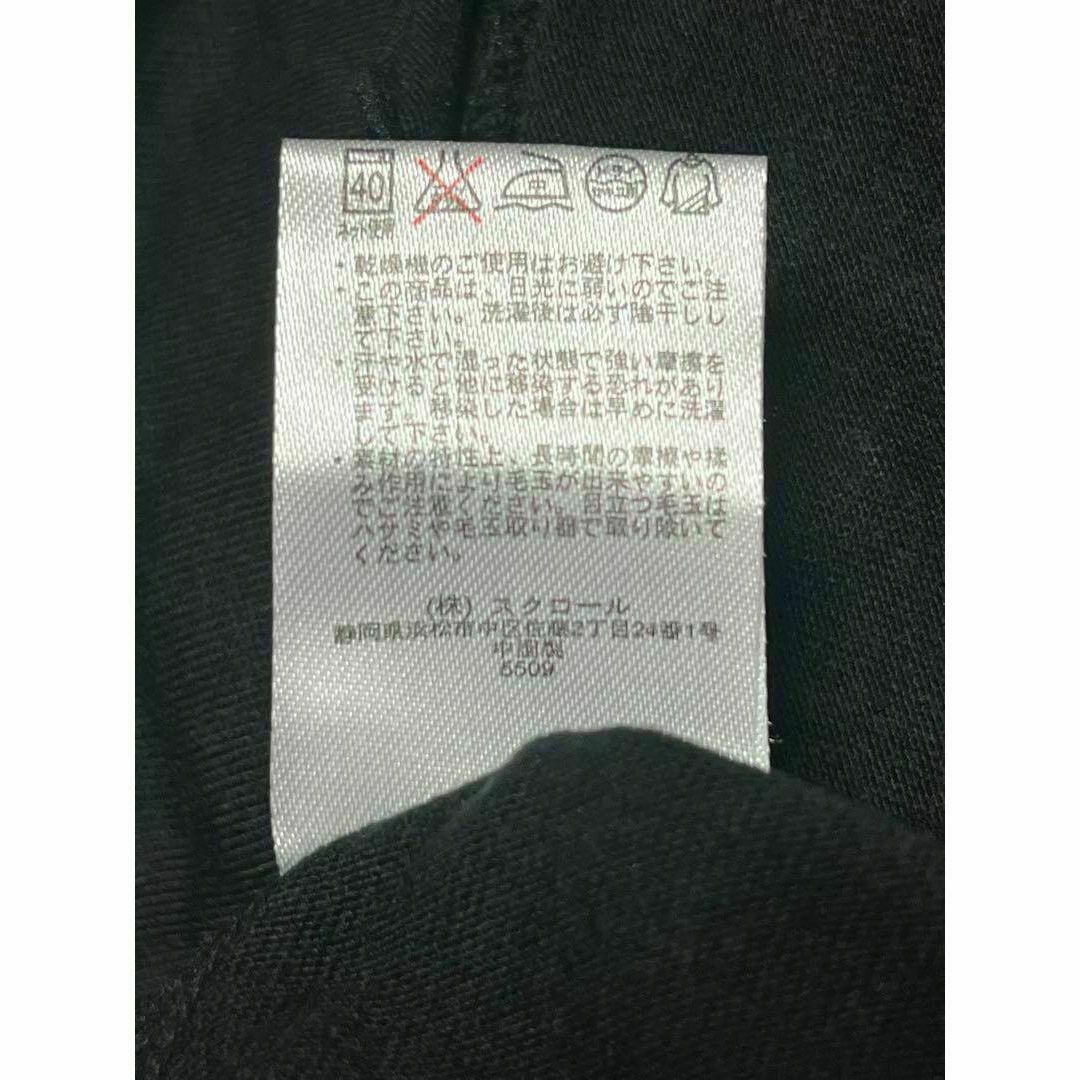 40
中
ネット使用
・乾燥機のご使用はお避け下さい。
・この商品は、日光に弱いのでご注
意下さい。洗濯後は必ず陰干しし
て下さい。
・汗や水で湿った状態で強い摩擦を
受けると他に移染する恐れがあり
ます。移染した場合は早めに洗濯
して下さい。
・素材の特性上、長時間の摩擦や揉
み作用により毛玉が出来やすいの
でご注意ください。目立つ毛玉は
ハサミや毛玉取り器で取り除いて
ください。
(株) スクロール
静岡県浜松市中区佐藤2丁目24番1号
中国製
5509